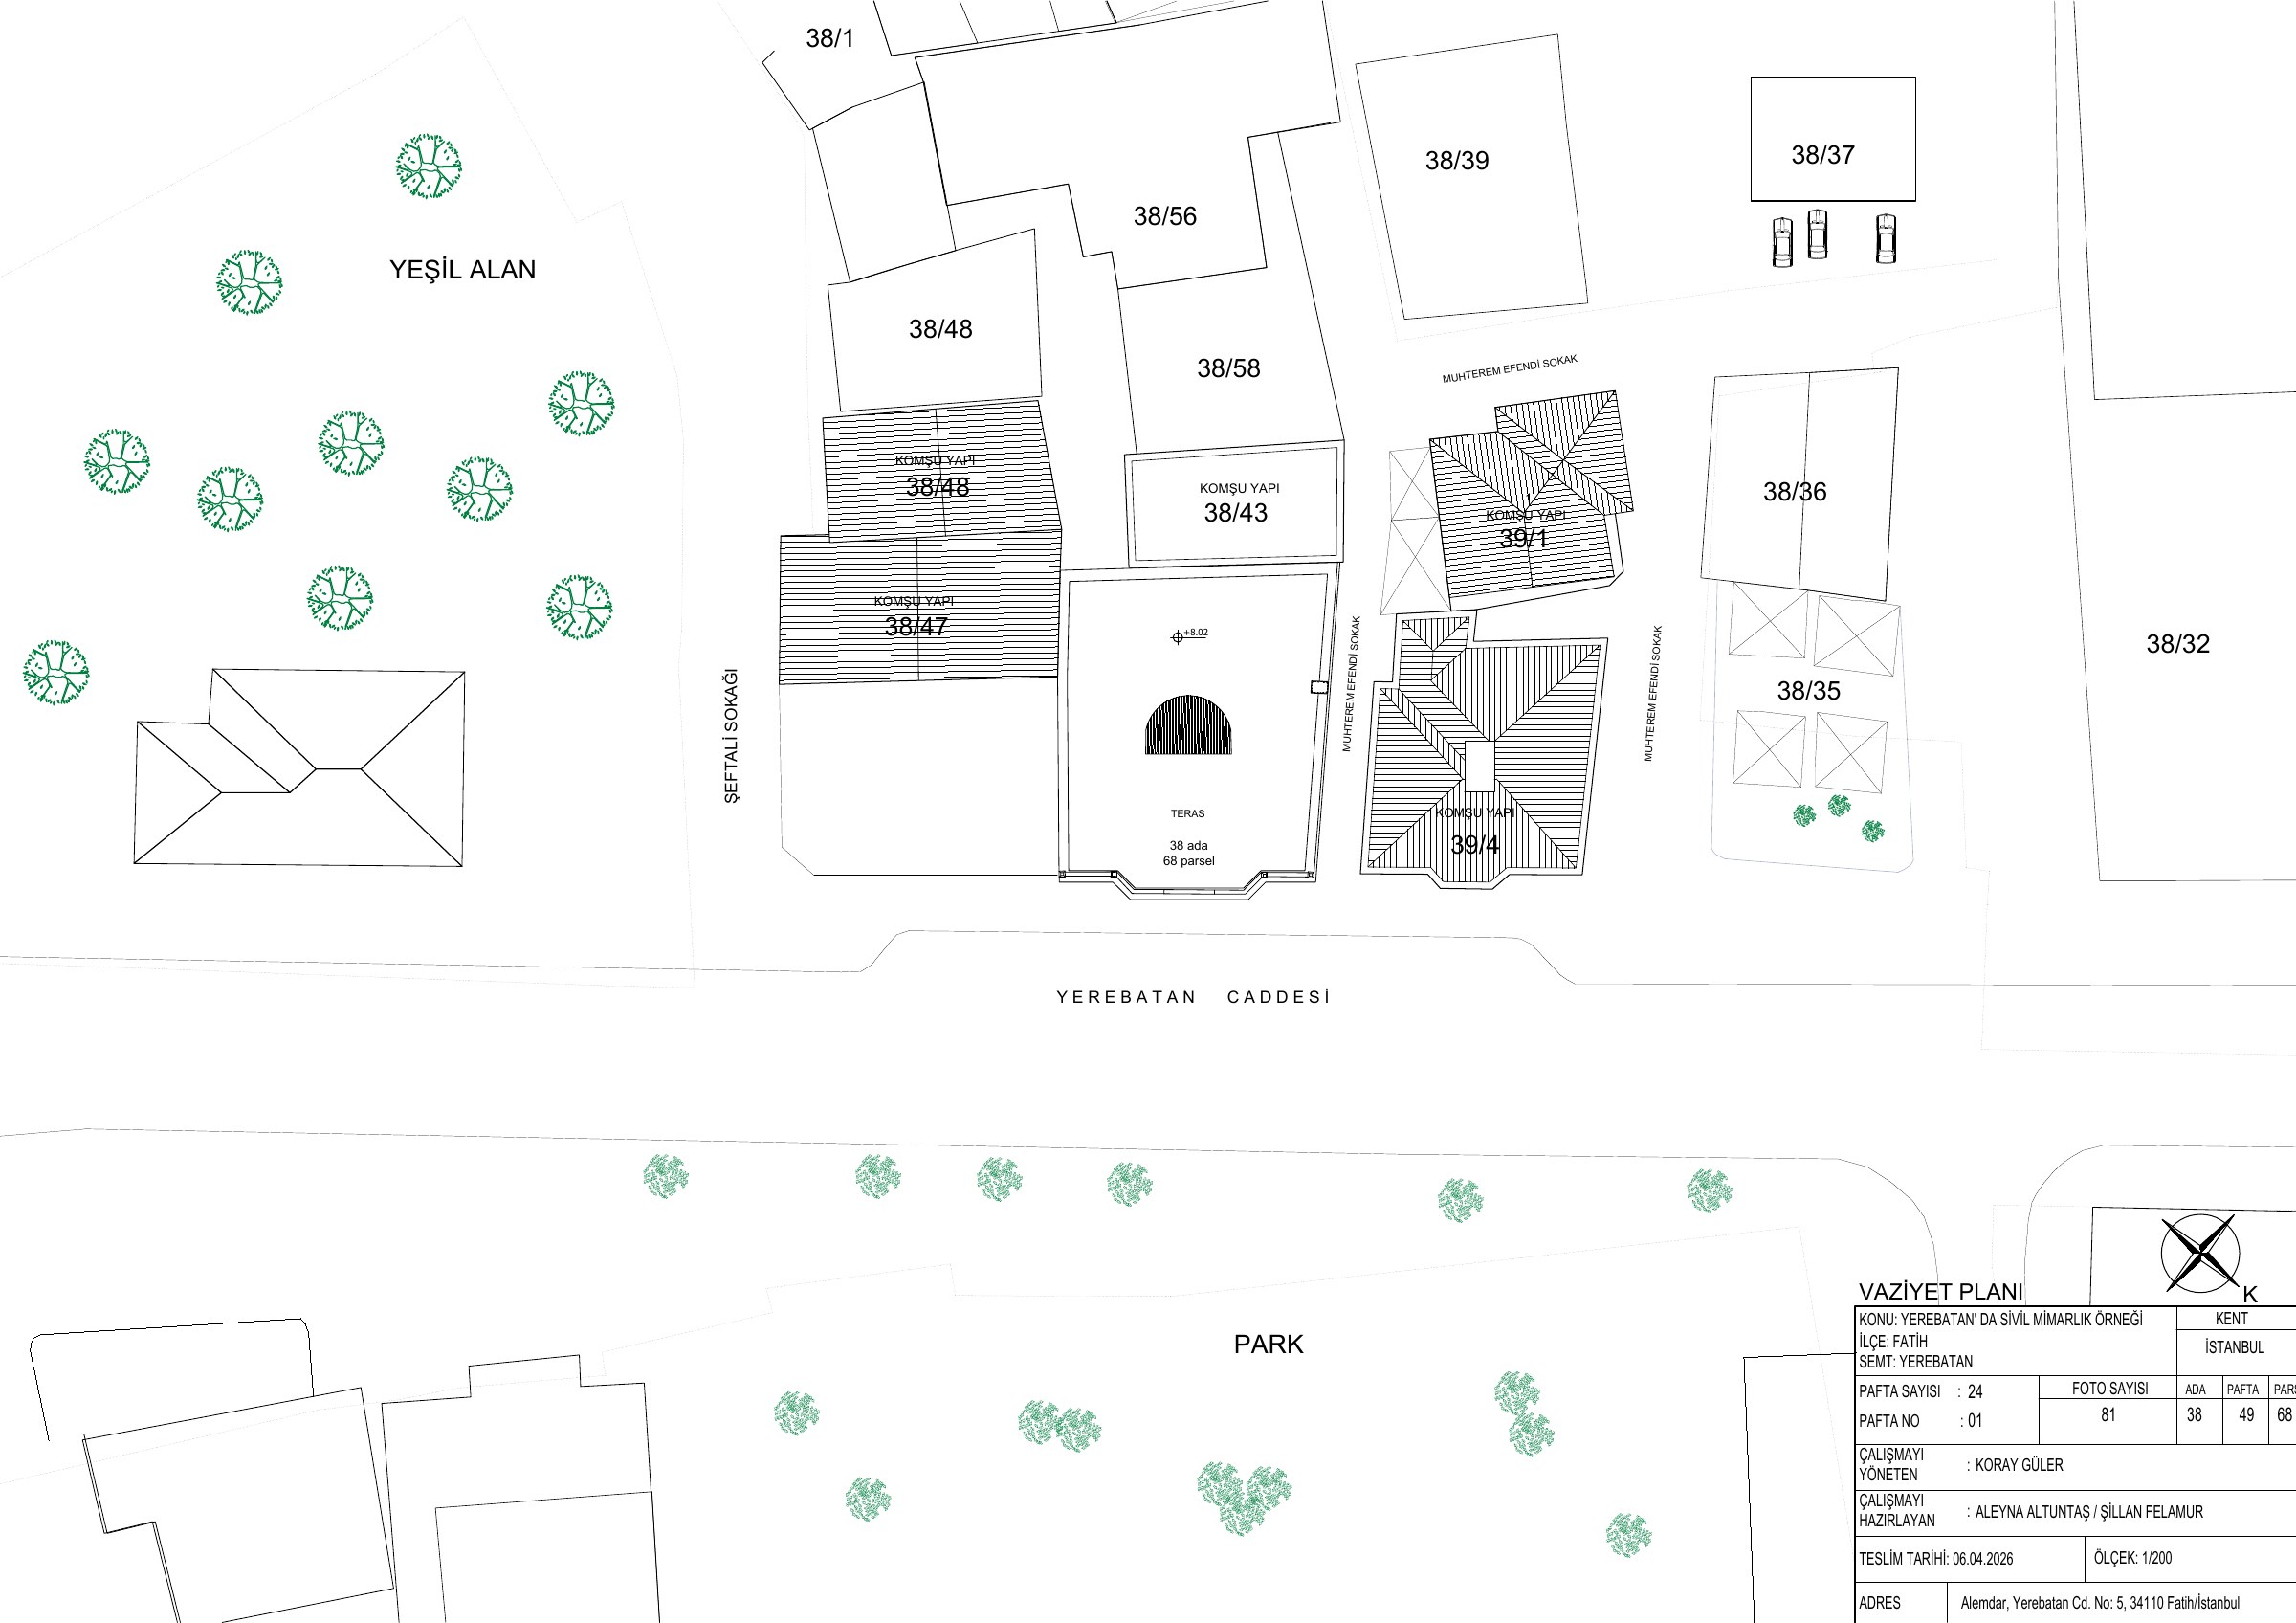 38/1
38/39
38/37
38/56
YEŞİL ALAN
38/48
38/58
MUHTEREM EFENDİ SOKAK
KOMŞU YAPI
38/48
KOMŞU YAPI
38/43
KOMŞU YAPI
39/1
38/36
KOMŞU YAPI
38/47
+8.02
38/32
38/35
ŞEFTALİ SOKAĞI
MUHTEREM EFENDİ SOKAK
MUHTEREM EFENDİ SOKAK
TERAS
38 ada
68 parsel
KOMŞU YAPI
39/4
YEREBATAN CADDESİ
PARK
K
VAZİYET PLANI
KONU: YEREBATAN' DA SİVİL MİMARLIK ÖRNEĞİ
İLÇE: FATİH
SEMT: YEREBATAN
KENT
İSTANBUL
PAFTA SAYISI : 24
PAFTA NO : 01
FOTO SAYISI
81
ADA PAFTA PARS
38 49 68
ÇALIŞMAYI
YÖNETEN : KORAY GÜLER
ÇALIŞMAYI
HAZIRLAYAN : ALEYNA ALTUNTAŞ / ŞİLLAN FELAMUR
TESLİM TARİHİ: 06.04.2026
ÖLÇEK: 1/200
ADRES Alemdar, Yerebatan Cd. No: 5, 34110 Fatih/İstanbul